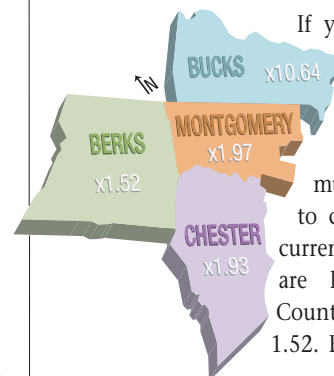 If y
BUCKS x10.64
N
MONTGOMERY
x1.97
BERKS
x1.52
CHESTER
x1.93
mu
to c
curren
are l
Count
1.52.